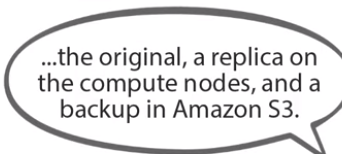 ...the original, a replica on
the compute nodes, and a
backup in Amazon S3.